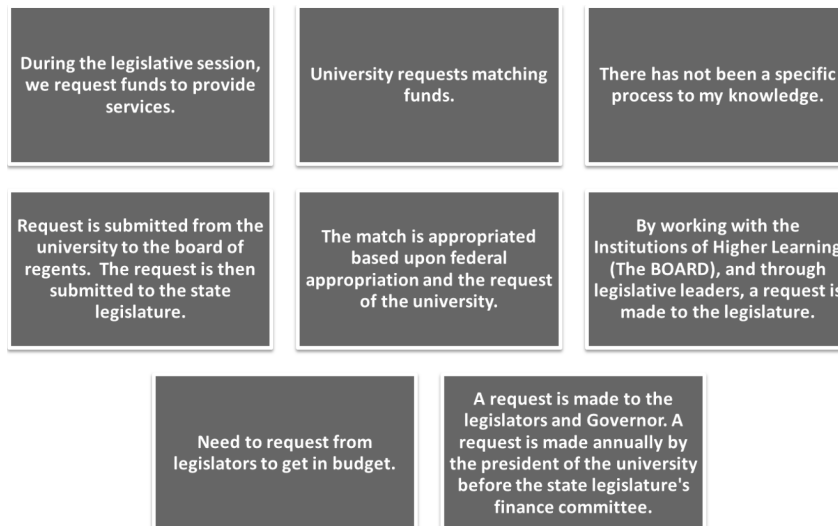 During the legislative session,
we request funds to provide
services.
University requests matching
funds.
There has not been a specific
process to my knowledge.
Request is submitted from the
university to the board of
regents.  The request is then
submitted to the state
legislature.
The match is appropriated
based upon federal
appropriation and the request
of the university.
By working with the
Institutions of Higher Learning
(The BOARD), and through
legislative leaders, a request is
made to the legislature.
Need to request from
legislators to get in budget.
A request is made to the
legislators and Governor. A
request is made annually by
the president of the university
before the state legislature's
finance committee.